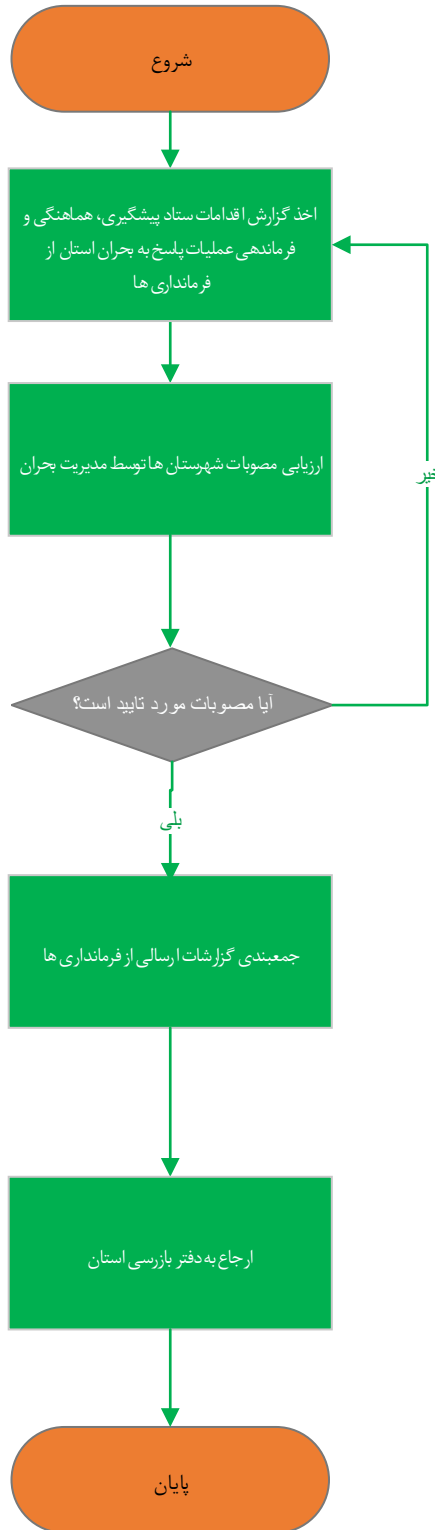 شروع
اخذ گزارش اقدامات ستاد پیشگیری، هماهنگی و
فرماندهی عملیات پاسخ به بحران استان از
فرمانداری ها
ارزیابی مصوبات شهرستان ها توسط مدیریت بحران
خیر
آیا مصوبات مورد تایید است؟
بلی
جمعبندی گزارشات ارسالی از فرمانداری ها
ارجاع به دفتر بازرسی استان
پایان